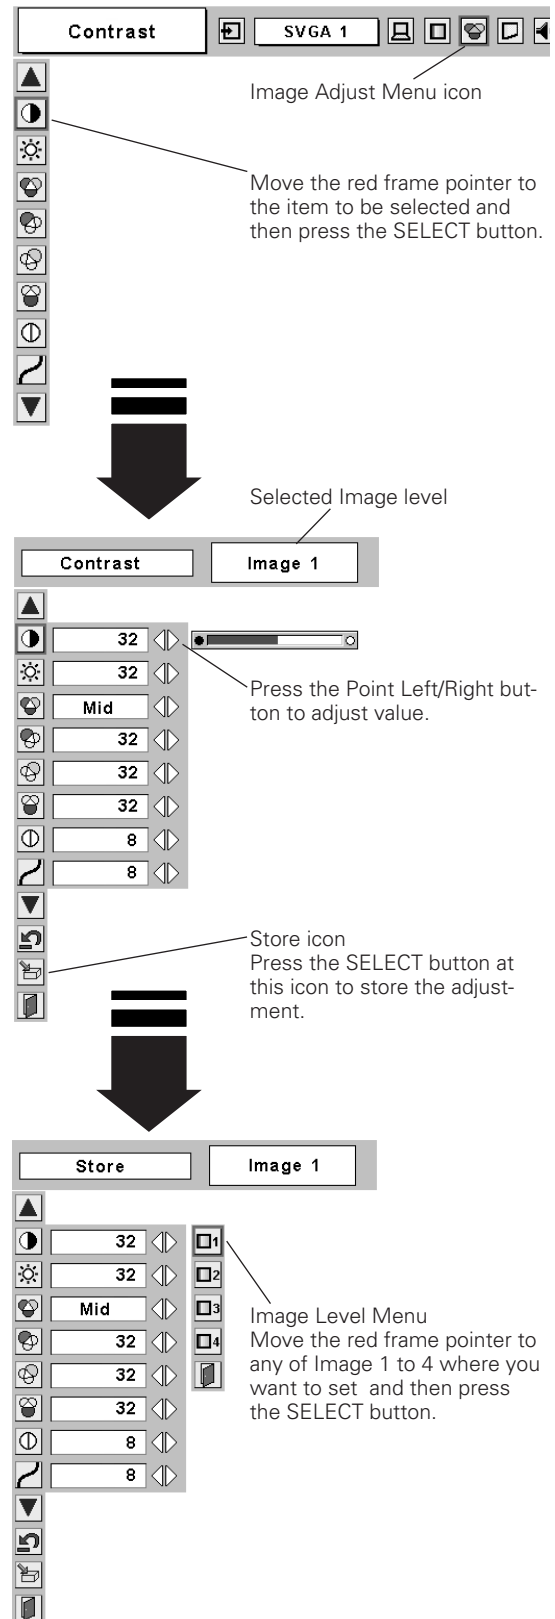 Contrast SVGA 1
Image Adjust Menu icon
Move the red frame pointer to
the item to be selected and
then press the SELECT button.
Selected Image level
Contrast Image 1
32
32
Press the Point Left/Right but-
ton to adjust value.
Mid
32
32
32
8
8
Store icon
Press the SELECT button at
this icon to store the adjust-
ment.
Store Image 1
32 1
32 2
Mid 3
32 4
32
32
8
8
Image Level Menu
Move the red frame pointer to
any of Image 1 to 4 where you
want to set and then press
the SELECT button.